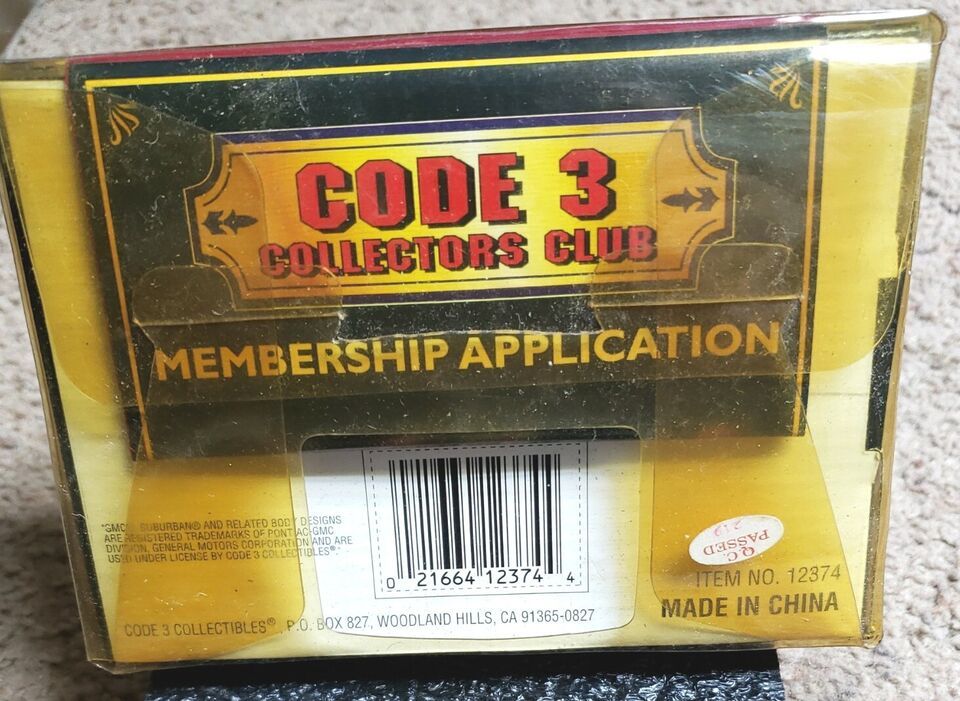 CODE 3
COLLECTORS CLUB
MEMBERSHIP APPLICATION
"GMC® SUBURBAN® AND RELATED BODY DESIGNS
ARE REGISTERED TRADEMARKS OF PONTIAC-GMC
DIVISION, GENERAL MOTORS CORPORATION AND ARE
USED UNDER LICENSE BY CODE 3 COLLECTIBLES®."
0 21664 12374 4
Q.C.
PASSED
ITEM NO. 12374
MADE IN CHINA
CODE 3 COLLECTIBLES®, P.O. BOX 827, WOODLAND HILLS, CA 91365-0827